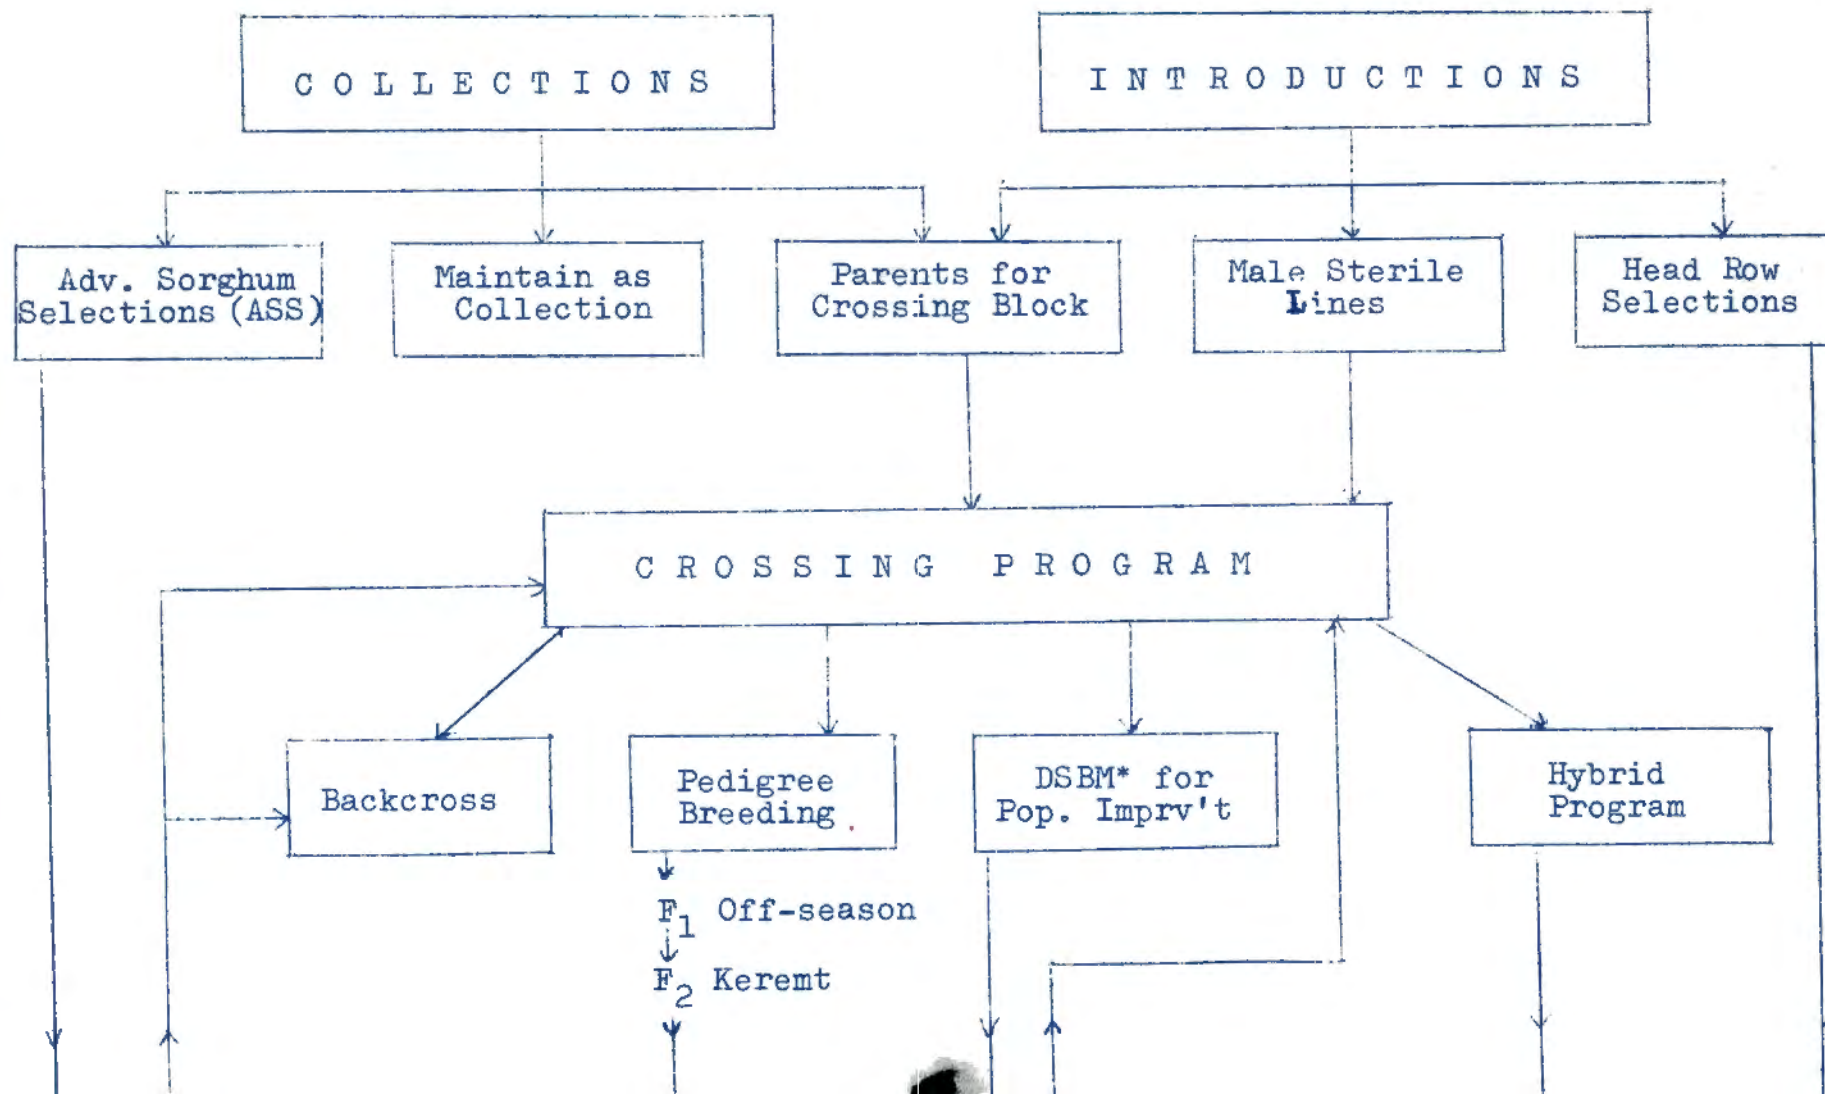 COLLECTIONS
INTRODUCTIONS
Adv. Sorghum
Selections (ASS)
Maintain as
Collection
Parents for
Crossing Block
Male Sterile
Lines
Head Row
Selections
CROSSING PROGRAM
Backcross
Pedigree
Breeding
DSBM* for
Pop. Imprv't
Hybrid
Program
F1 Off-season
F2 Keremt